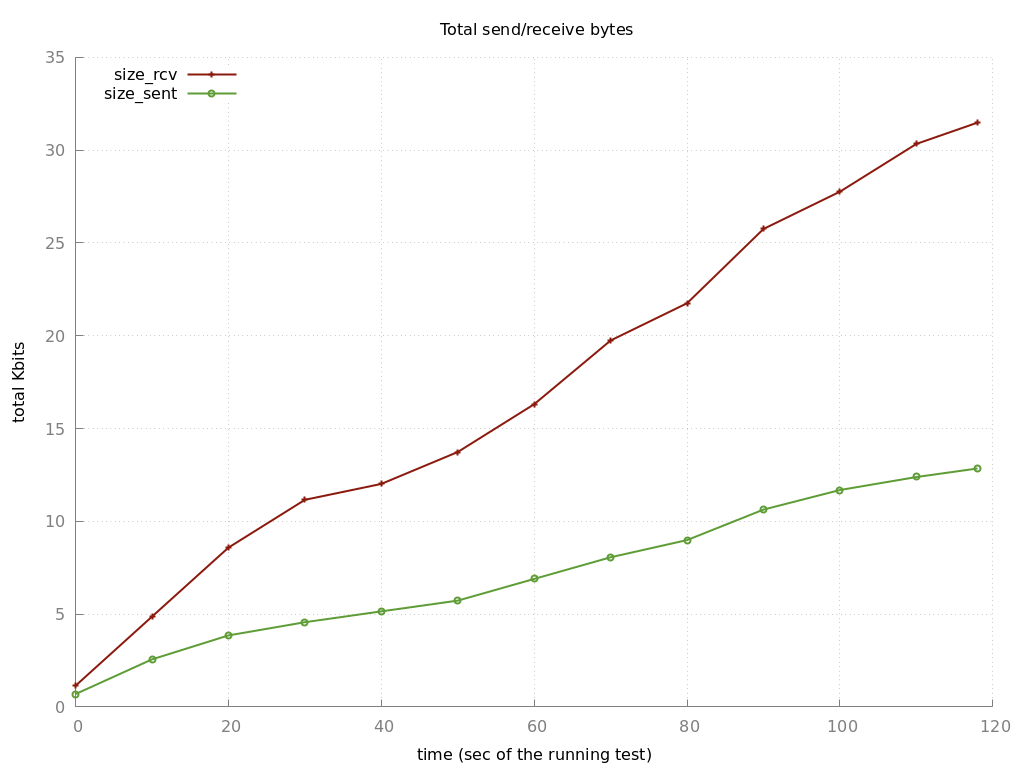 Total send/receive bytes
size_rcv
size_sent
35
30
25
20
15
10
5
0
total Kbits
0 20 40 60 80 100 120
time (sec of the running test)